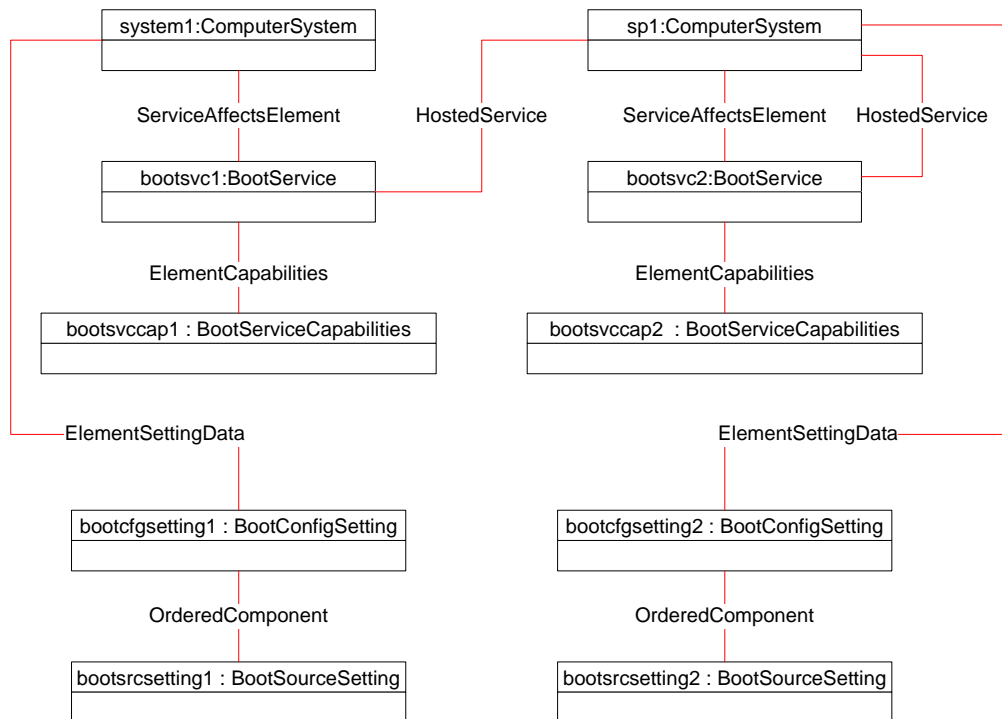 system1:ComputerSystem
sp1:ComputerSystem
ServiceAffectsElement
HostedService
ServiceAffectsElement
HostedService
bootsvc1:BootService
bootsvc2:BootService
ElementCapabilities
ElementCapabilities
bootsvccap1 : BootServiceCapabilities
bootsvccap2 : BootServiceCapabilities
ElementSettingData
ElementSettingData
bootcfgsetting1 : BootConfigSetting
bootcfgsetting2 : BootConfigSetting
OrderedComponent
OrderedComponent
bootsrcsetting1 : BootSourceSetting
bootsrcsetting2 : BootSourceSetting